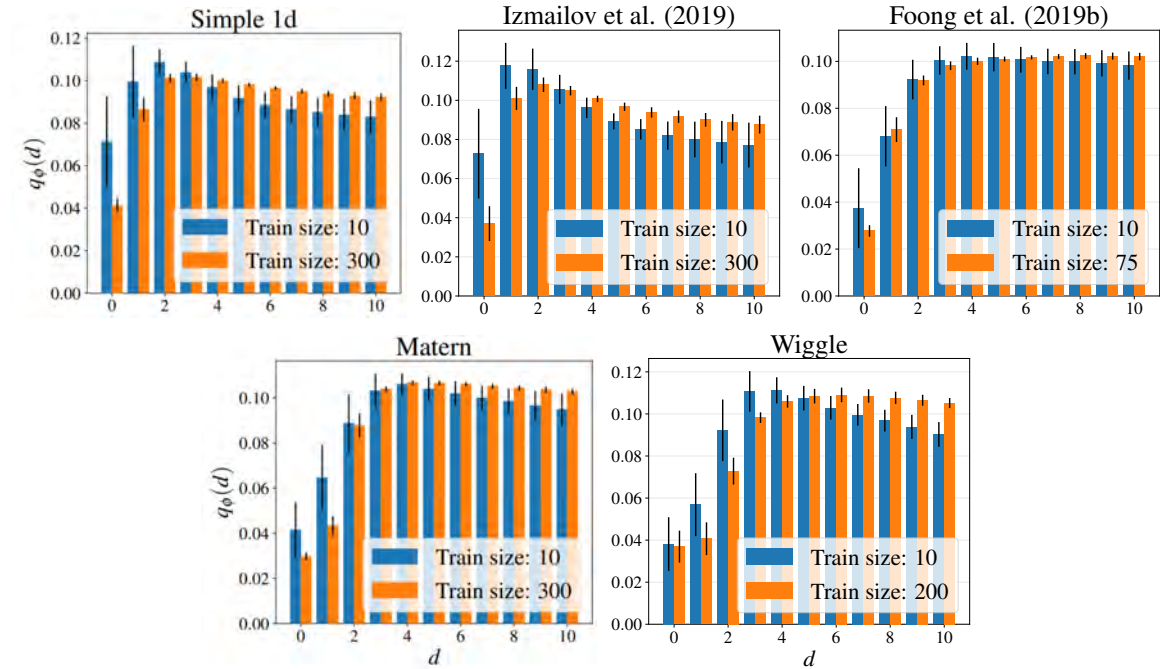 Simple 1d
0.12
0.10
0.08
0.06
0.04
0.02
0.00
q_ϕ(d)
Train size: 10
Train size: 300
0 2 4 6 8 10
Izmailov et al. (2019)
0.12
0.10
0.08
0.06
0.04
0.02
0.00
Train size: 10
Train size: 300
0 2 4 6 8 10
Foong et al. (2019b)
0.10
0.08
0.06
0.04
0.02
0.00
Train size: 10
Train size: 75
0 2 4 6 8 10
Matern
0.10
0.08
0.06
0.04
0.02
0.00
q_ϕ(d)
Train size: 10
Train size: 300
0 2 4 6 8 10
d
Wiggle
0.12
0.10
0.08
0.06
0.04
0.02
0.00
Train size: 10
Train size: 200
0 2 4 6 8 10
d